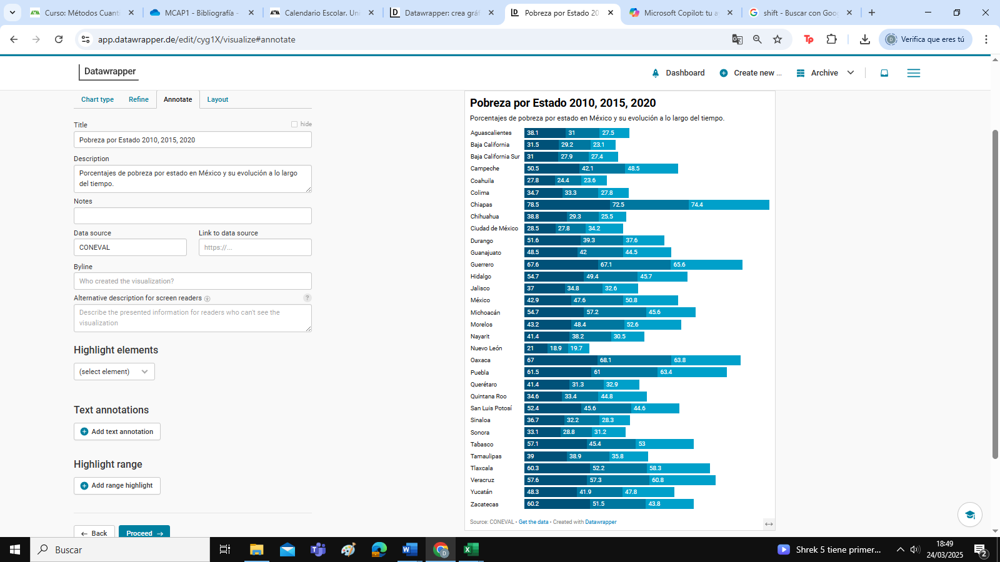 Curso: Métodos Cuant
MCAP1 - Bibliografía -
Calendario Escolar. Uni
Datawrapper: crea gráf
Pobreza por Estado 20
Microsoft Copilot: tu a
shift - Buscar con Goo
app.datawrapper.de/edit/cyg1X/visualize#annotate
Verifica que eres tú
Datawrapper
Dashboard
Create new ...
Archive
Chart type Refine Annotate Layout
Title
hide
Pobreza por Estado 2010, 2015, 2020
Description
Porcentajes de pobreza por estado en México y su evolución a lo largo
del tiempo.
Notes
Data source Link to data source
CONEVAL https://...
Byline
Who created the visualization?
Alternative description for screen readers
?
Describe the presented information for readers who can't see the
visualization
Highlight elements
(select element)
Text annotations
Add text annotation
Highlight range
Add range highlight
Back Proceed
Pobreza por Estado 2010, 2015, 2020
Porcentajes de pobreza por estado en México y su evolución a lo largo del tiempo.
Aguascalientes 38.1 31 27.5
Baja California 31.5 29.2 23.1
Baja California Sur 31 27.9 27.4
Campeche 50.5 42.1 48.5
Coahuila 27.8 24.4 23.6
Colima 34.7 33.3 27.8
Chiapas 78.5 72.5 74.4
Chihuahua 38.8 29.3 25.5
Ciudad de México 28.5 27.8 34.2
Durango 51.6 39.3 37.6
Guanajuato 48.5 42 44.5
Guerrero 67.6 67.1 65.6
Hidalgo 54.7 49.4 45.7
Jalisco 37 34.8 32.6
México 42.9 47.6 50.8
Michoacán 54.7 57.2 45.6
Morelos 43.2 48.4 52.6
Nayarit 41.4 38.2 30.5
Nuevo León 21 18.9 19.7
Oaxaca 67 68.1 63.8
Puebla 61.5 61 63.4
Querétaro 41.4 31.3 32.9
Quintana Roo 34.6 33.4 44.8
San Luis Potosí 52.4 45.6 44.6
Sinaloa 36.7 32.2 28.3
Sonora 33.1 28.8 31.2
Tabasco 57.1 45.4 53
Tamaulipas 39 38.9 35.8
Tlaxcala 60.3 52.2 58.3
Veracruz 57.6 57.3 60.8
Yucatán 48.3 41.9 47.8
Zacatecas 60.2 51.5 43.8
Source: CONEVAL • Get the data • Created with Datawrapper
Buscar
Shrek 5 tiene primer...
18:49
24/03/2025
2